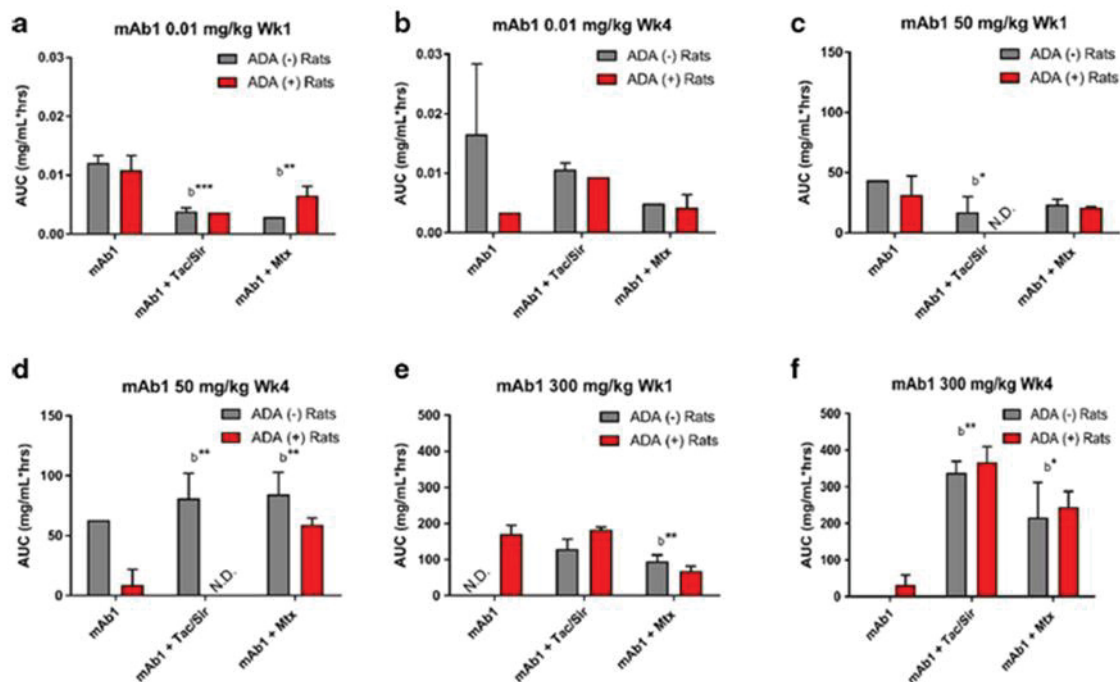 a
mAb1 0.01 mg/kg Wk1
AUC (mg/mL*hrs)
0.03
0.02
0.01
0.00
ADA (-) Rats
ADA (+) Rats
b***
b**
mAb1
mAb1 + Tac/Sir
mAb1 + Mtx
b
mAb1 0.01 mg/kg Wk4
AUC (mg/mL*hrs)
0.03
0.02
0.01
0.00
ADA (-) Rats
ADA (+) Rats
mAb1
mAb1 + Tac/Sir
mAb1 + Mtx
c
mAb1 50 mg/kg Wk1
AUC (mg/mL*hrs)
150
100
50
0
ADA (-) Rats
ADA (+) Rats
b*
N.D.
mAb1
mAb1 + Tac/Sir
mAb1 + Mtx
d
mAb1 50 mg/kg Wk4
AUC (mg/mL*hrs)
150
100
50
0
ADA (-) Rats
ADA (+) Rats
b**
b**
N.D.
mAb1
mAb1 + Tac/Sir
mAb1 + Mtx
e
mAb1 300 mg/kg Wk1
AUC (mg/mL*hrs)
500
400
300
200
100
0
ADA (-) Rats
ADA (+) Rats
N.D.
b**
mAb1
mAb1 + Tac/Sir
mAb1 + Mtx
f
mAb1 300 mg/kg Wk4
AUC (mg/mL*hrs)
500
400
300
200
100
0
ADA (-) Rats
ADA (+) Rats
b**
b*
mAb1
mAb1 + Tac/Sir
mAb1 + Mtx